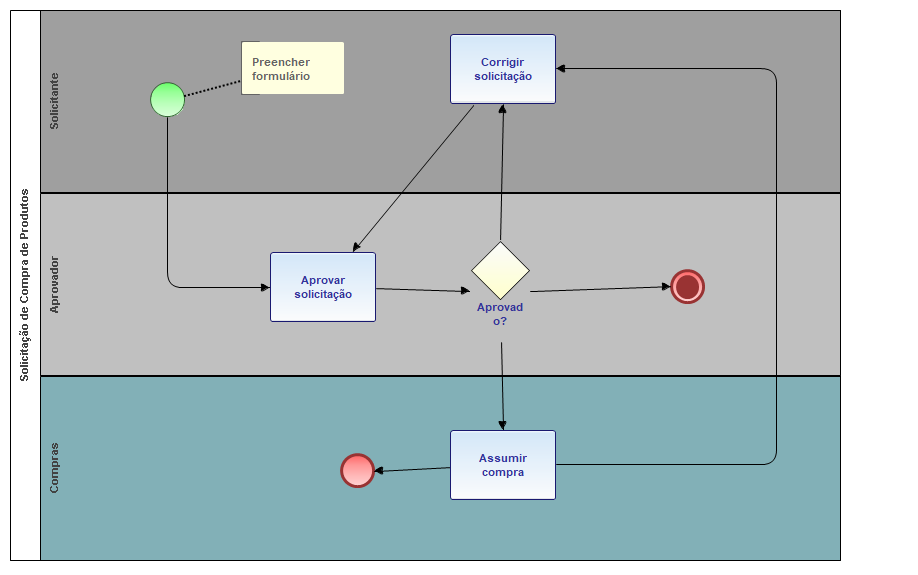 Solicitação de Compra de Produtos
Solicitante
Preencher
formulário
Corrigir
solicitação
Aprovador
Aprovar
solicitação
Aprovad
o?
Compras
Assumir
compra